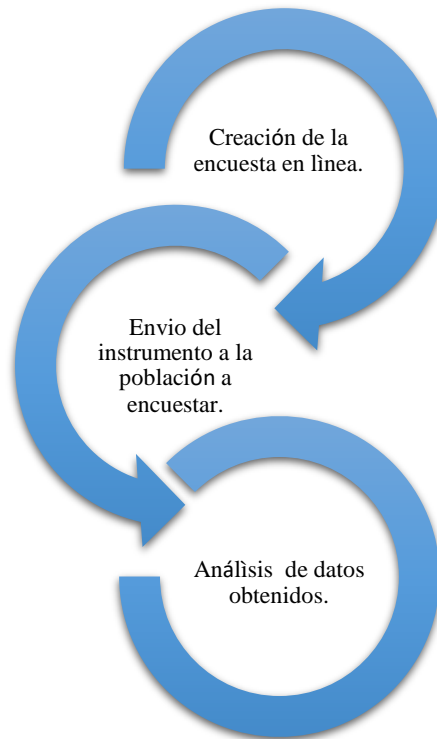 Creación de la
encuesta en lìnea.
Envio del
instrumento a la
población a
encuestar.
Análìsis de datos
obtenidos.